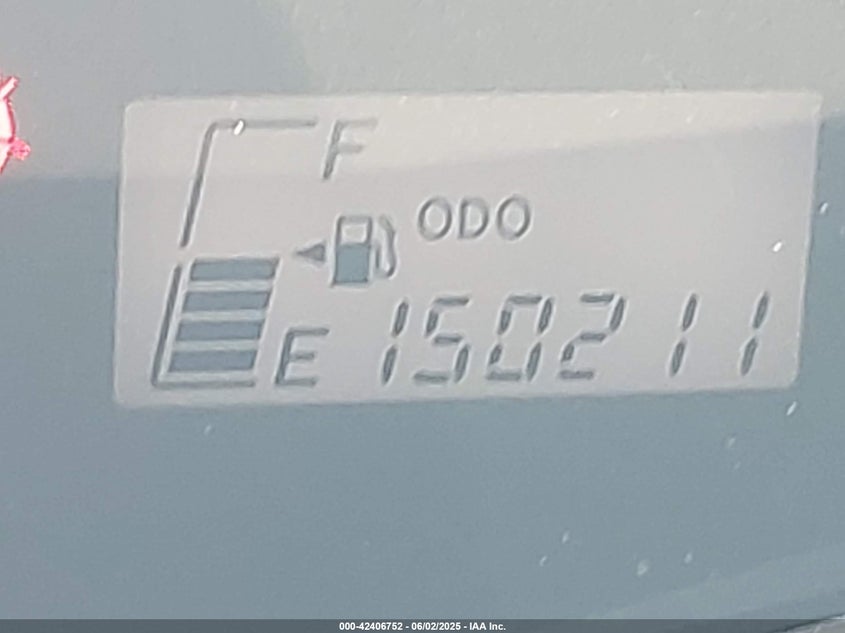 F
ODO
E 150211
000-42406752 - 06/02/2025 - IAA Inc.